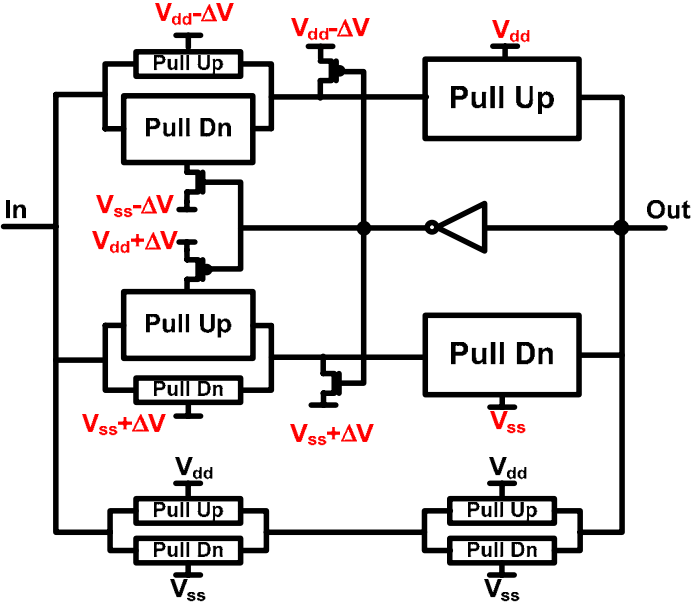 Vdd-ΔV
Pull Up
Pull Dn
Vss-ΔV
Vdd-ΔV
Vdd
Pull Up
In
Out
Vdd+ΔV
Pull Up
Pull Dn
Vss+ΔV
Vss+ΔV
Pull Dn
Vss
Vdd
Pull Up
Pull Dn
Vss
Vdd
Pull Up
Pull Dn
Vss